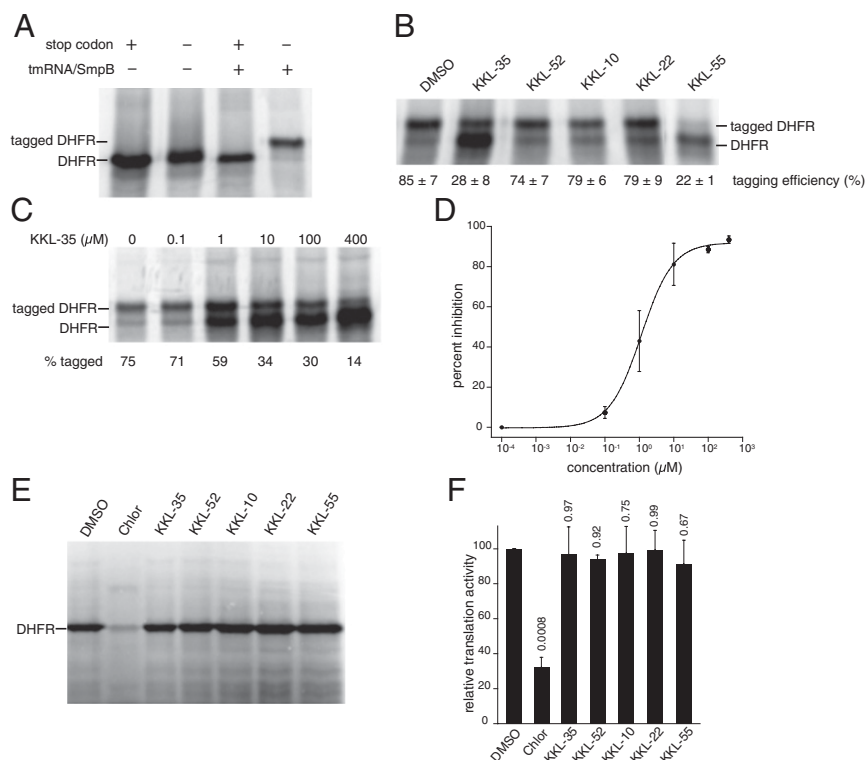 A
stop codon + – + –
tmRNA/SmpB – – + +
tagged DHFR
DHFR
B
DMSO KKL-35 KKL-52 KKL-10 KKL-22 KKL-55
tagged DHFR
DHFR
85 ± 7 28 ± 8 74 ± 7 79 ± 6 79 ± 9 22 ± 1 tagging efficiency (%)
C
KKL-35 (µM) 0 0.1 1 10 100 400
tagged DHFR
DHFR
% tagged 75 71 59 34 30 14
D
percent inhibition
100
80
60
40
20
0
10⁻⁴ 10⁻³ 10⁻² 10⁻¹ 10⁰ 10¹ 10² 10³
concentration (µM)
E
DMSO Chlor KKL-35 KKL-52 KKL-10 KKL-22 KKL-55
DHFR
F
relative translation activity
100
80
60
40
20
0
0.0008 0.97 0.92 0.75 0.99 0.67
DMSO Chlor KKL-35 KKL-52 KKL-10 KKL-22 KKL-55